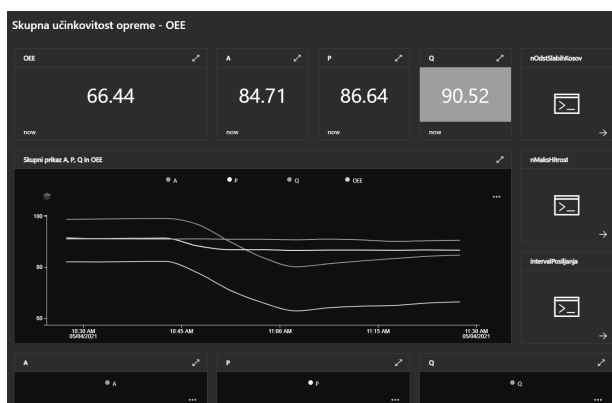 Skupna učinkovitost opreme - OEE
OEE
66.44
now
A
84.71
now
P
86.64
now
Q
90.52
now
nOdstSlabihKosov
>_
Skupni prikaz A, P, Q in OEE
A P Q OEE
100
80
60
10:30 AM
05/04/2021
10:45 AM
11:00 AM
11:15 AM
11:30 AM
05/04/2021
nMaksHitrost
>_
intervalPosiljanja
>_
A
A
P
P
Q
Q